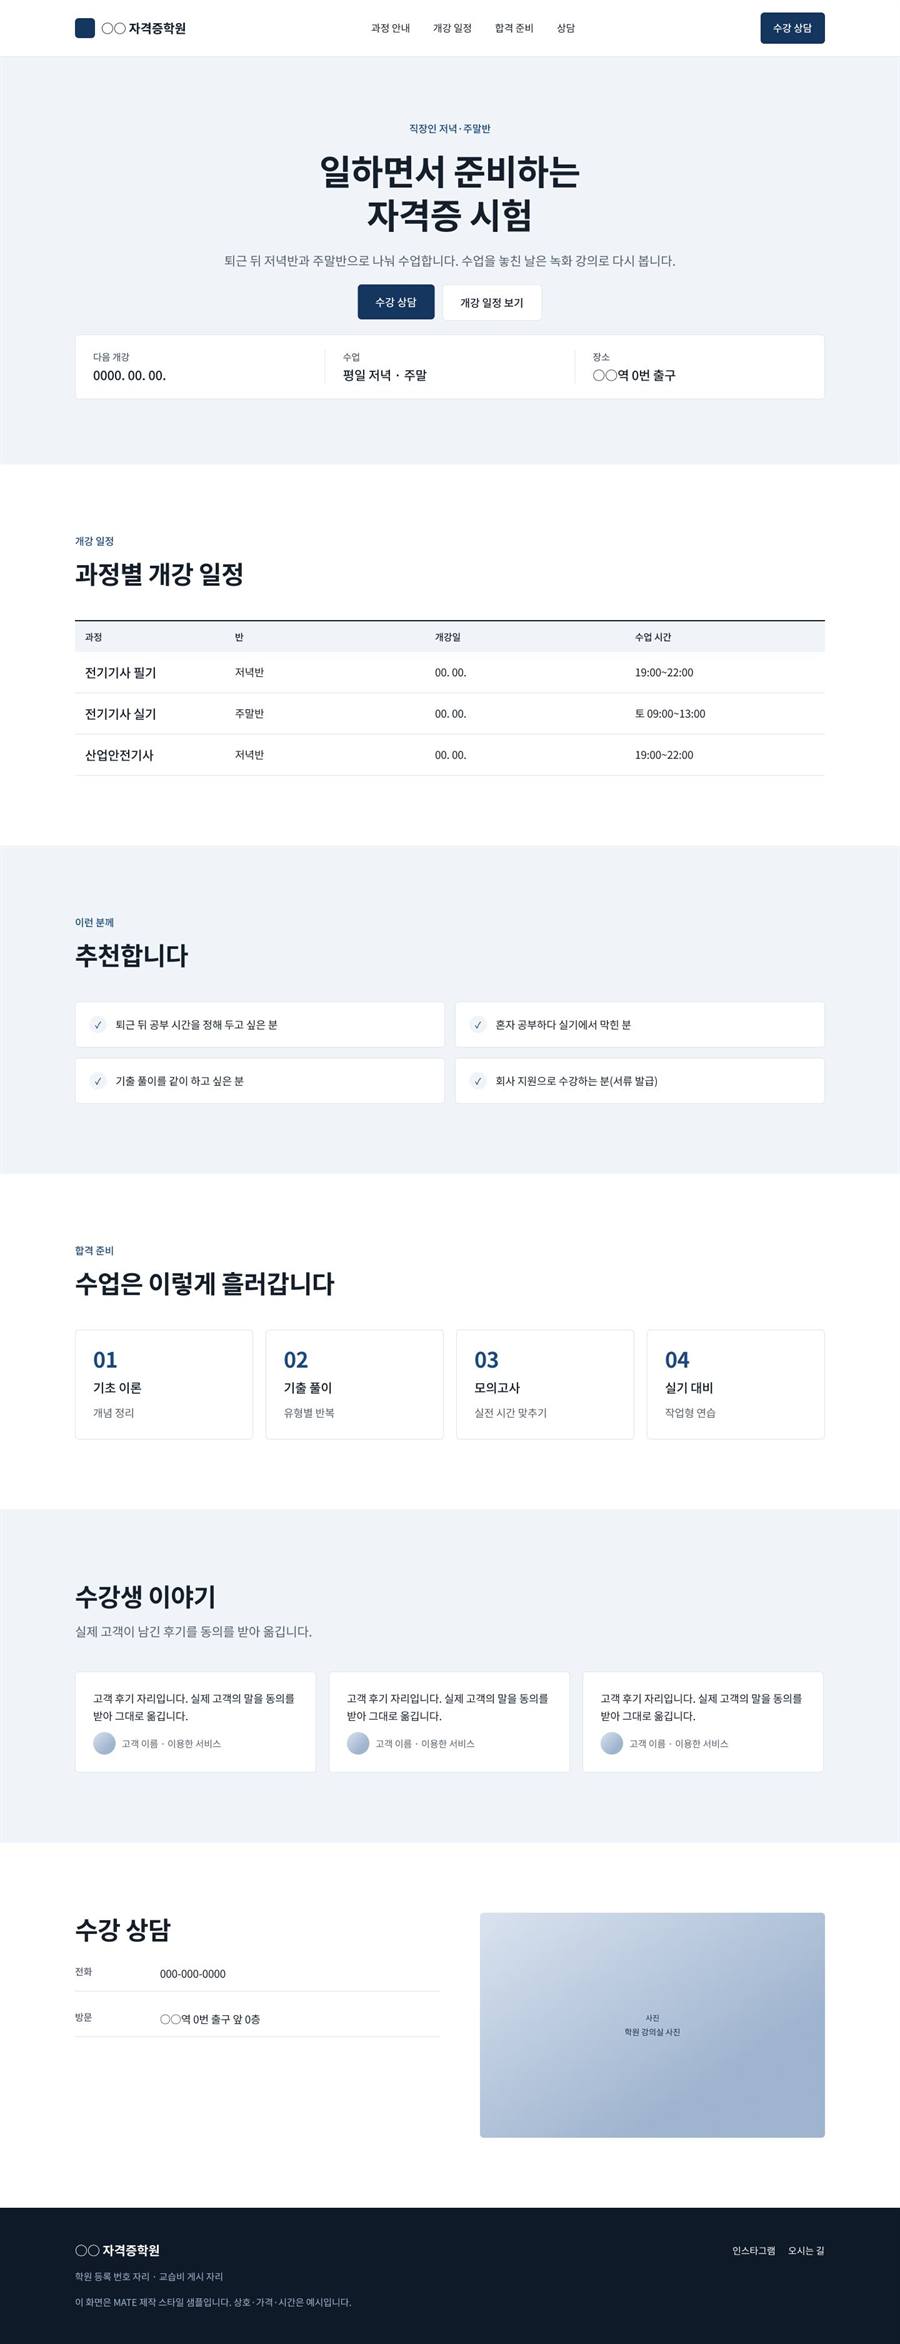 ○○ 자격증학원
과정 안내 개강 일정 합격 준비 상담
수강 상담
직장인 저녁·주말반
일하면서 준비하는
자격증 시험
퇴근 뒤 저녁반과 주말반으로 나눠 수업합니다. 수업을 놓친 날은 녹화 강의로 다시 봅니다.
수강 상담 개강 일정 보기
다음 개강
0000. 00. 00.
수업
평일 저녁 · 주말
장소
○○역 0번 출구
개강 일정
과정별 개강 일정
과정 반 개강일 수업 시간
전기기사 필기 저녁반 00. 00. 19:00~22:00
전기기사 실기 주말반 00. 00. 토 09:00~13:00
산업안전기사 저녁반 00. 00. 19:00~22:00
이런 분께
추천합니다
✓ 퇴근 뒤 공부 시간을 정해 두고 싶은 분
✓ 혼자 공부하다 실기에서 막힌 분
✓ 기출 풀이를 같이 하고 싶은 분
✓ 회사 지원으로 수강하는 분(서류 발급)
합격 준비
수업은 이렇게 흘러갑니다
01
기초 이론
개념 정리
02
기출 풀이
유형별 반복
03
모의고사
실전 시간 맞추기
04
실기 대비
작업형 연습
수강생 이야기
실제 고객이 남긴 후기를 동의를 받아 옮깁니다.
고객 후기 자리입니다. 실제 고객의 말을 동의를
받아 그대로 옮깁니다.
고객 이름 · 이용한 서비스
고객 후기 자리입니다. 실제 고객의 말을 동의를
받아 그대로 옮깁니다.
고객 이름 · 이용한 서비스
고객 후기 자리입니다. 실제 고객의 말을 동의를
받아 그대로 옮깁니다.
고객 이름 · 이용한 서비스
수강 상담
전화 000-000-0000
방문 ○○역 0번 출구 앞 0층
사진
학원 강의실 사진
○○ 자격증학원
인스타그램 오시는 길
학원 등록 번호 자리 · 교습비 게시 자리
이 화면은 MATE 제작 스타일 샘플입니다. 상호·가격·시간은 예시입니다.